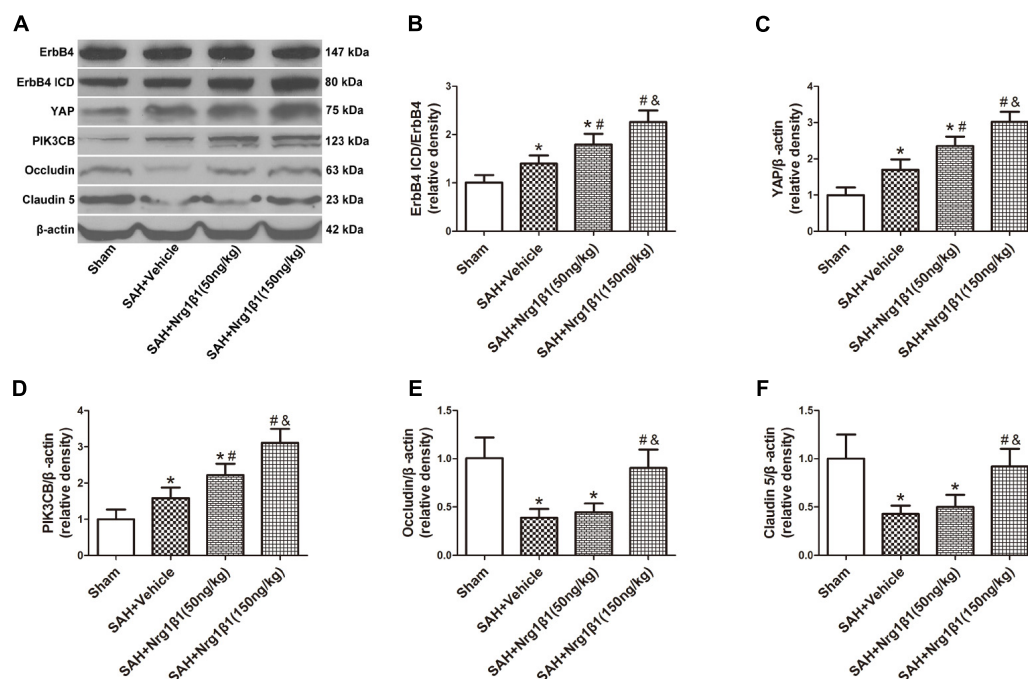 A
ErbB4
147 kDa
ErbB4 ICD
80 kDa
YAP
75 kDa
PIK3CB
123 kDa
Occludin
63 kDa
Claudin 5
23 kDa
β-actin
42 kDa
Sham
SAH+Vehicle
SAH+Nrg1β1(50ng/kg)
SAH+Nrg1β1(150ng/kg)
B
ErbB4 ICD/ErbB4
(relative density)
3
2
1
0
*
* #
# &
Sham
SAH+Vehicle
SAH+Nrg1β1(50ng/kg)
SAH+Nrg1β1(150ng/kg)
C
YAP/β -actin
(relative density)
4
3
2
1
0
*
* #
# &
Sham
SAH+Vehicle
SAH+Nrg1β1(50ng/kg)
SAH+Nrg1β1(150ng/kg)
D
PIK3CB/β -actin
(relative density)
4
3
2
1
0
*
* #
# &
Sham
SAH+Vehicle
SAH+Nrg1β1(50ng/kg)
SAH+Nrg1β1(150ng/kg)
E
Occludin/β -actin
(relative density)
1.5
1.0
0.5
0.0
*
*
# &
Sham
SAH+Vehicle
SAH+Nrg1β1(50ng/kg)
SAH+Nrg1β1(150ng/kg)
F
Claudin 5/β -actin
(relative density)
1.5
1.0
0.5
0.0
*
*
# &
Sham
SAH+Vehicle
SAH+Nrg1β1(50ng/kg)
SAH+Nrg1β1(150ng/kg)